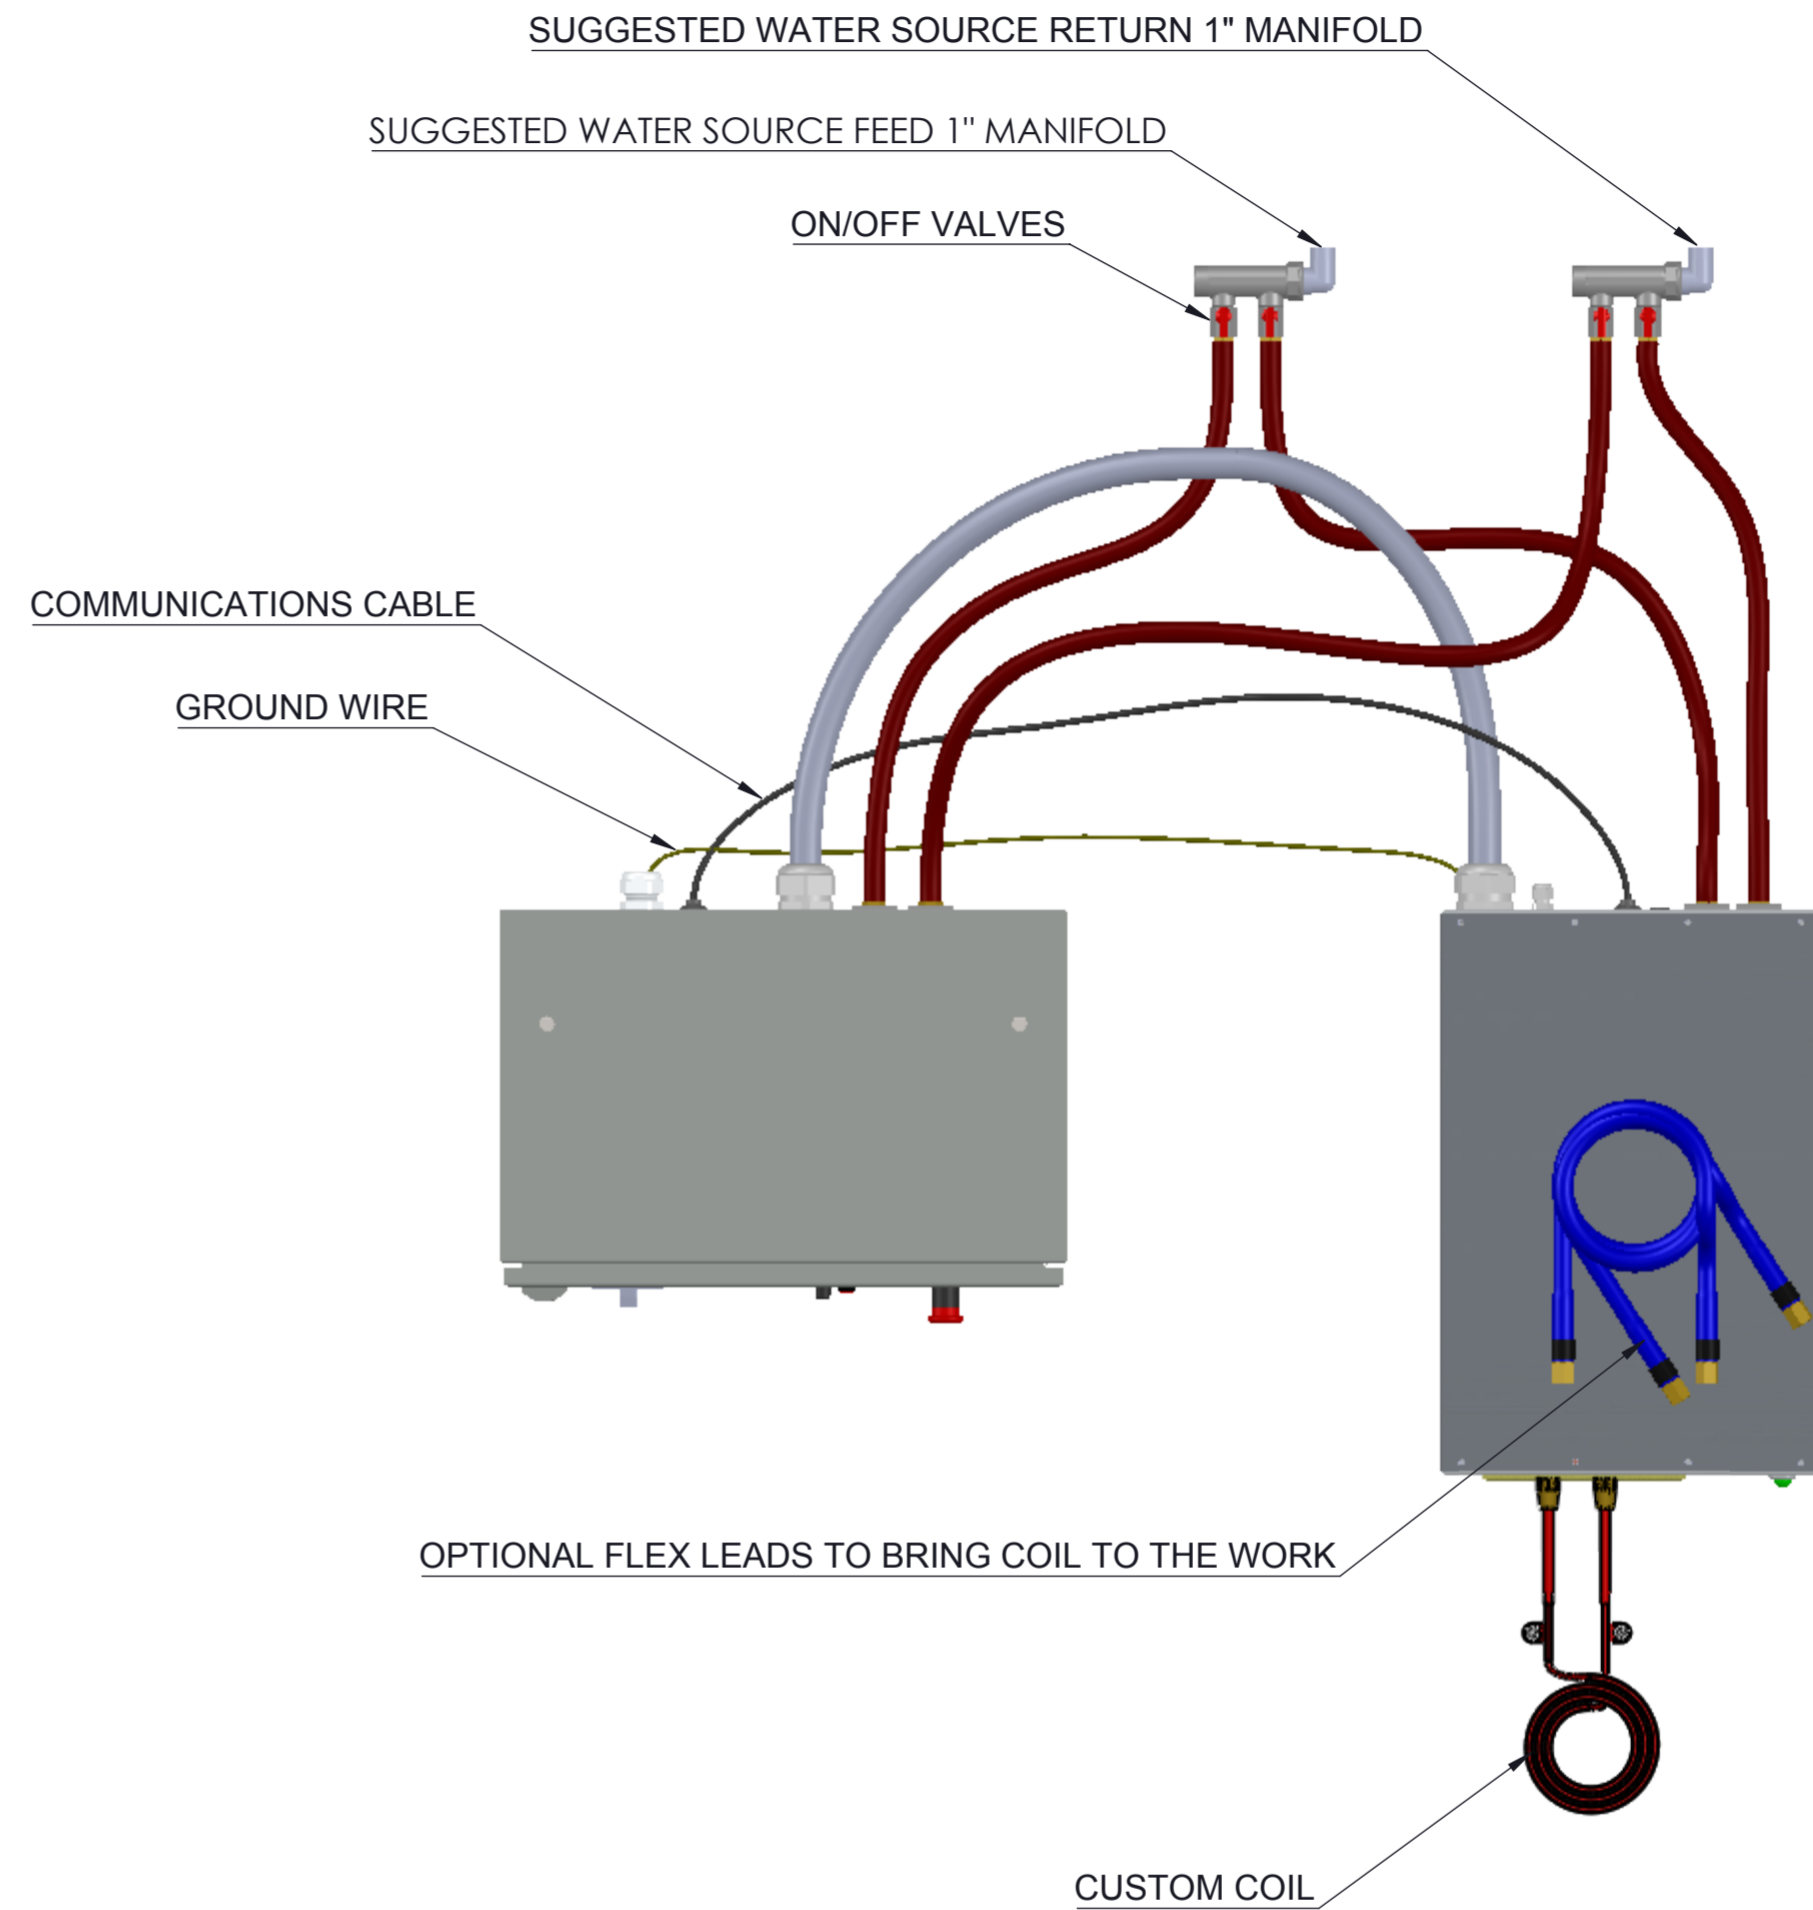 SUGGESTED WATER SOURCE RETURN 1" MANIFOLD
SUGGESTED WATER SOURCE FEED 1" MANIFOLD
ON/OFF VALVES
COMMUNICATIONS CABLE
GROUND WIRE
OPTIONAL FLEX LEADS TO BRING COIL TO THE WORK
CUSTOM COIL